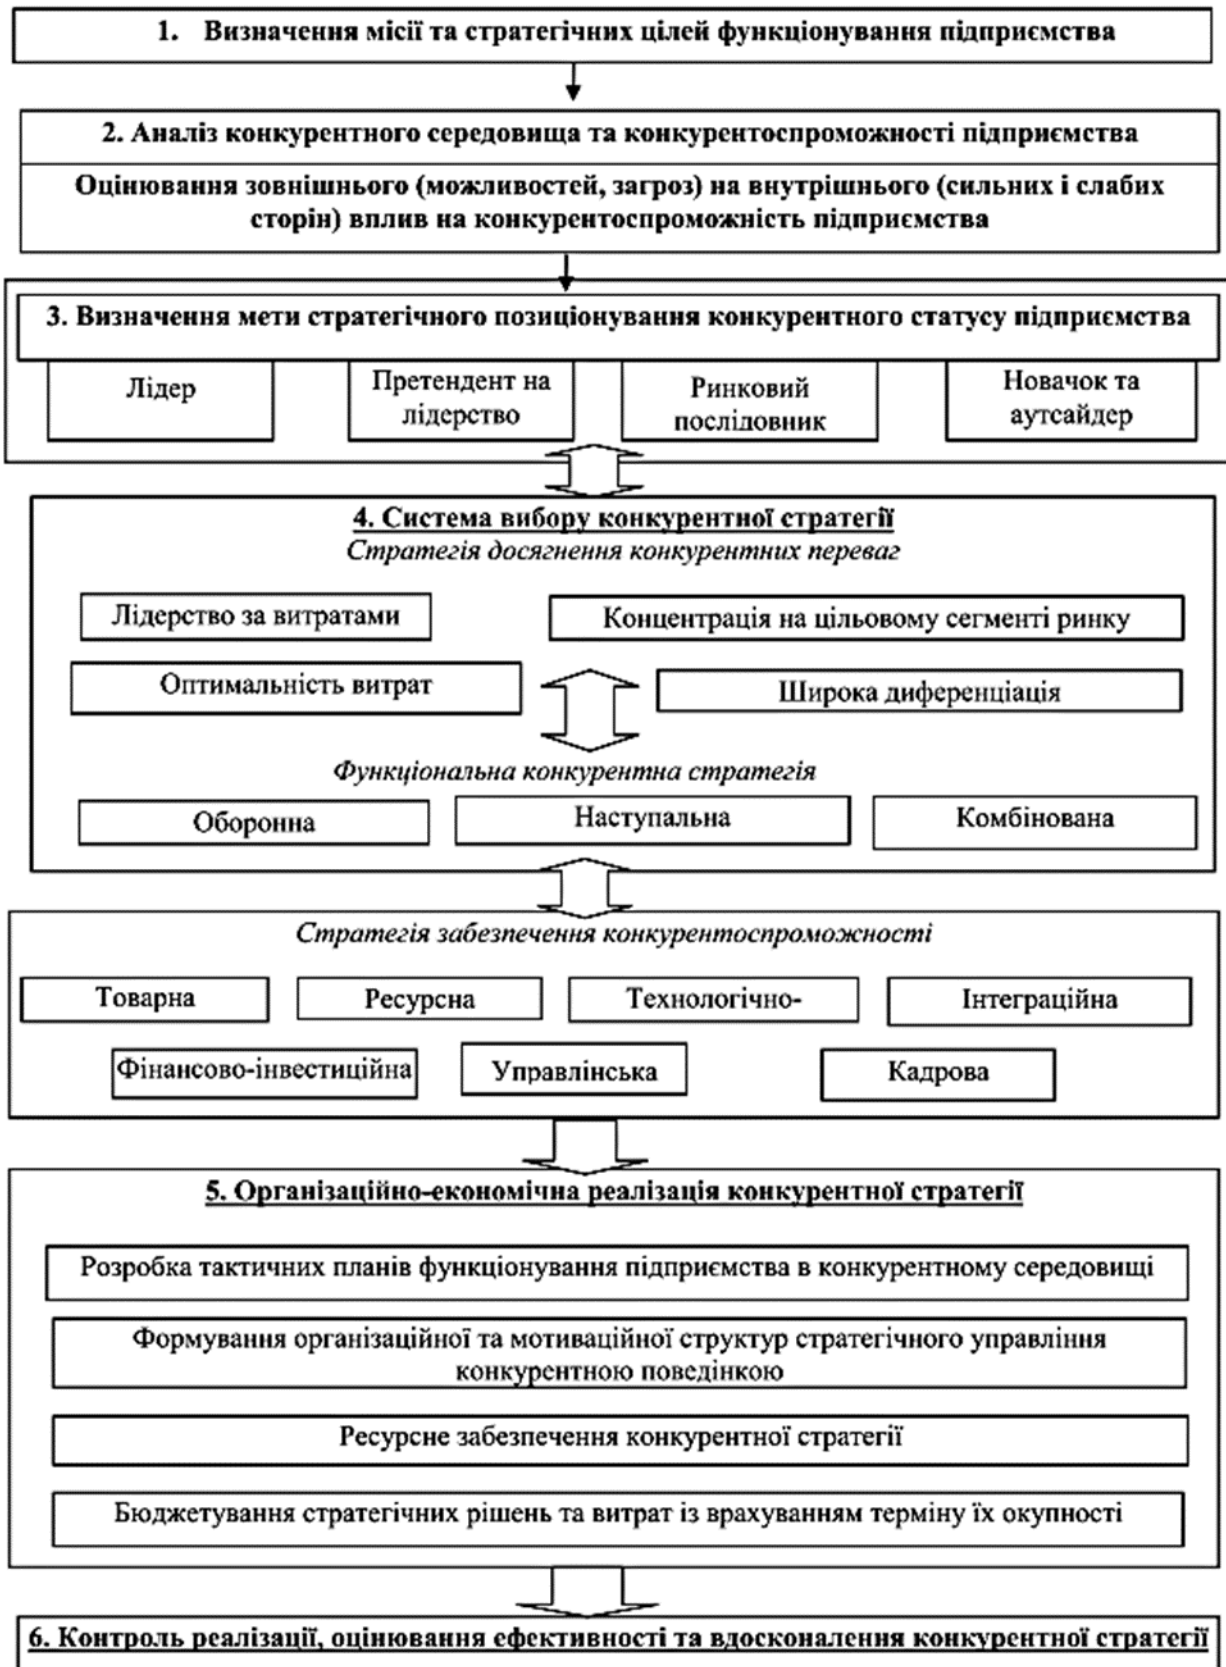 1. Визначення місії та стратегічних цілей функціонування підприємства
2. Аналіз конкурентного середовища та конкурентоспроможності підприємства
Оцінювання зовнішнього (можливостей, загроз) на внутрішнього (сильних і слабих
сторін) вплив на конкурентоспроможність підприємства
3. Визначення мети стратегічного позиціонування конкурентного статусу підприємства
Лідер
Претендент на
лідерство
Ринковий
послідовник
Новачок та
аутсайдер
4. Система вибору конкурентної стратегії
Стратегія досягнення конкурентних переваг
Лідерство за витратами
Концентрація на цільовому сегменті ринку
Оптимальність витрат
Широка диференціація
Функціональна конкурентна стратегія
Оборонна
Наступальна
Комбінована
Стратегія забезпечення конкурентоспроможності
Товарна
Ресурсна
Технологічно-
Інтеграційна
Фінансово-інвестиційна
Управлінська
Кадрова
5. Організаційно-економічна реалізація конкурентної стратегії
Розробка тактичних планів функціонування підприємства в конкурентному середовищі
Формування організаційної та мотиваційної структур стратегічного управління
конкурентною поведінкою
Ресурсне забезпечення конкурентної стратегії
Бюджетування стратегічних рішень та витрат із врахуванням терміну їх окупності
6. Контроль реалізації, оцінювання ефективності та вдосконалення конкурентної стратегії